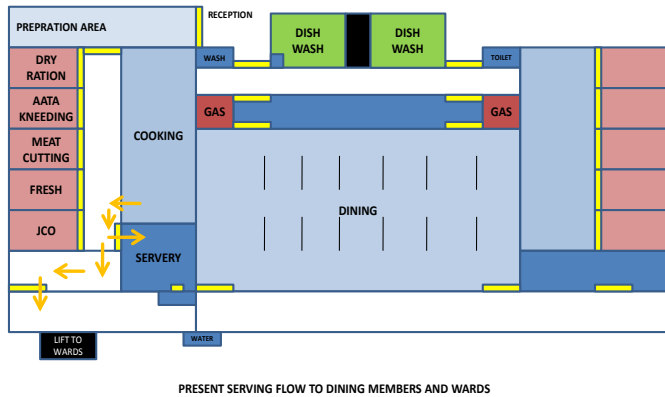 PREPRATION AREA
RECEPTION
DISH
WASH
DISH
WASH
DRY
RATION
WASH
TOILET
AATA
KNEEDING
GAS
GAS
MEAT
CUTTING
COOKING
FRESH
DINING
JCO
SERVERY
LIFT TO
WARDS
WATER
PRESENT SERVING FLOW TO DINING MEMBERS AND WARDS